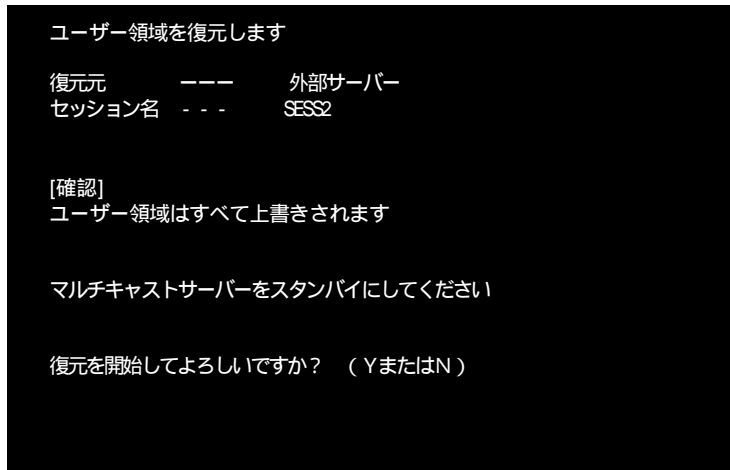 ユーザー領域を復元します
復元元　　　ーーー　　外部サーバー
セッション名　- - -　　SESS2
[確認]
ユーザー領域はすべて上書きされます
マルチキャストサーバーをスタンバイにしてください
復元を開始してよろしいですか？　（YまたはN）